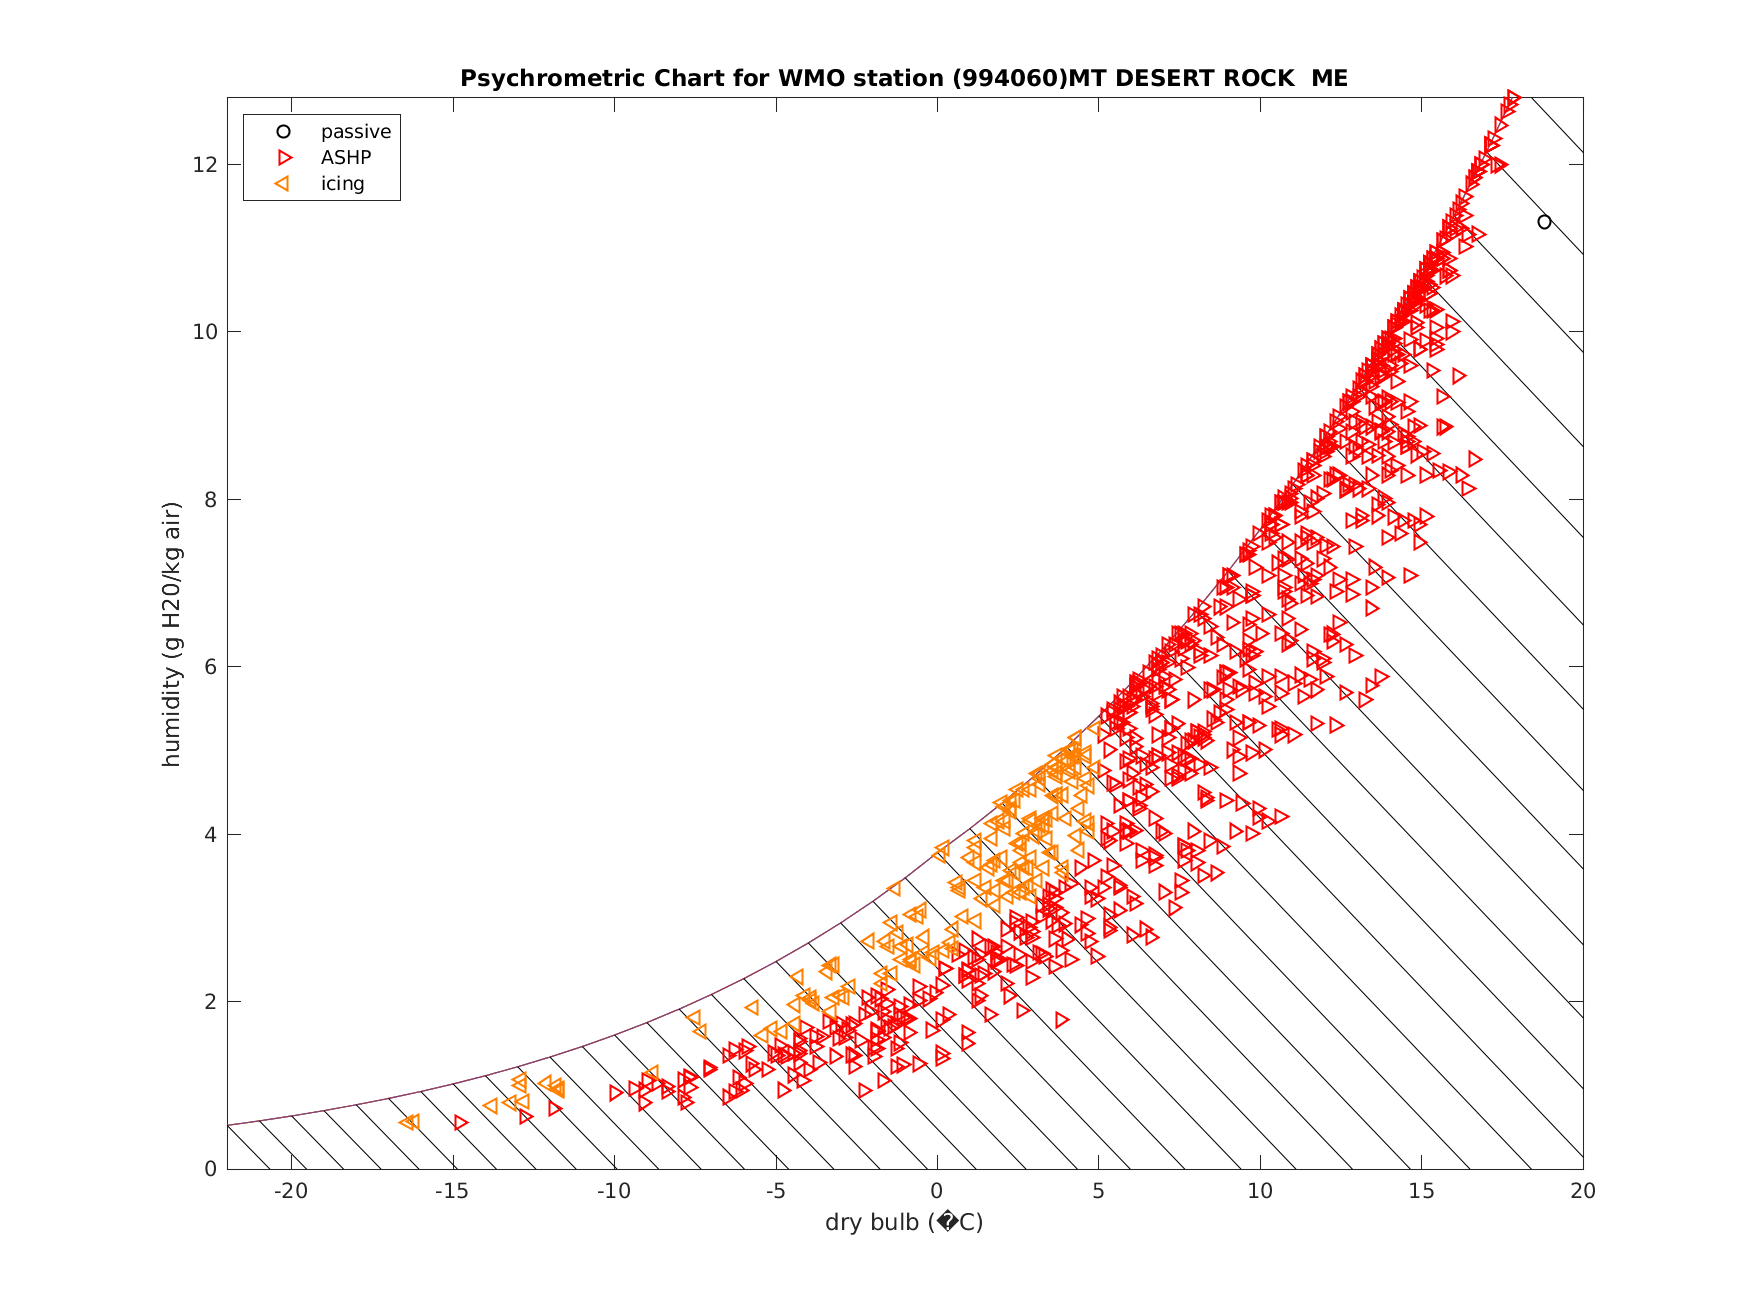 Psychrometric Chart for WMO station (994060)MT DESERT ROCK  ME
passive
ASHP
icing
12
10
8
6
4
2
0
humidity (g H20/kg air)
-20 -15 -10 -5 0 5 10 15 20
dry bulb (�C)